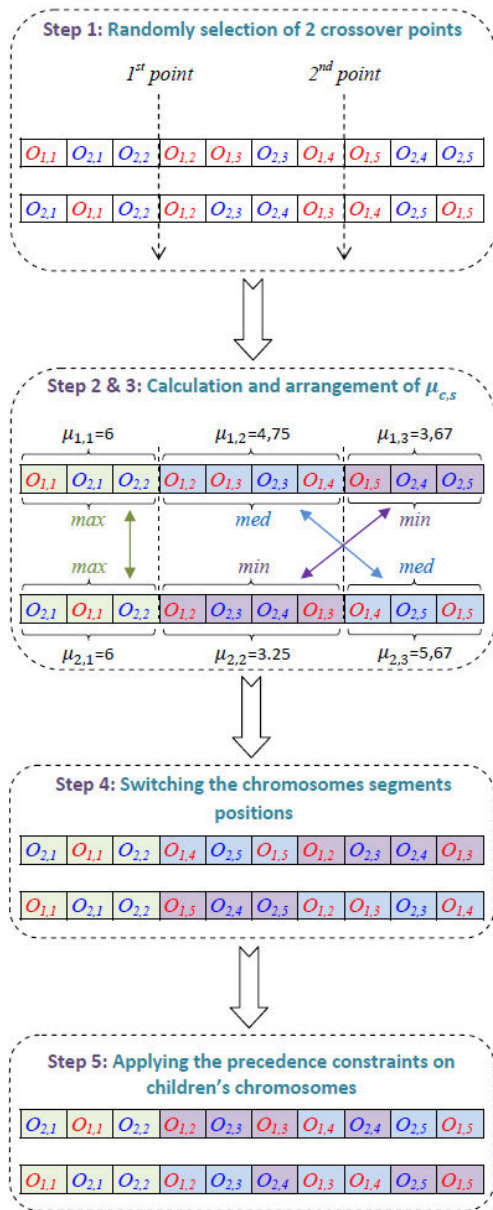 Step 1: Randomly selection of 2 crossover points
1st point 2nd point
O1,1 O2,1 O2,2 O1,2 O1,3 O2,3 O1,4 O1,5 O2,4 O2,5
O2,1 O1,1 O2,2 O1,2 O2,3 O2,4 O1,3 O1,4 O2,5 O1,5
Step 2 & 3: Calculation and arrangement of μc,s
μ1,1=6 μ1,2=4,75 μ1,3=3,67
O1,1 O2,1 O2,2 O1,2 O1,3 O2,3 O1,4 O1,5 O2,4 O2,5
max med min
max min med
O2,1 O1,1 O2,2 O1,2 O2,3 O2,4 O1,3 O1,4 O2,5 O1,5
μ2,1=6 μ2,2=3.25 μ2,3=5,67
Step 4: Switching the chromosomes segments
positions
O2,1 O1,1 O2,2 O1,4 O2,5 O1,5 O1,2 O2,3 O2,4 O1,3
O1,1 O2,1 O2,2 O1,5 O2,4 O2,5 O1,2 O1,3 O2,3 O1,4
Step 5: Applying the precedence constraints on
children's chromosomes
O2,1 O1,1 O2,2 O1,2 O2,3 O1,3 O1,4 O2,4 O2,5 O1,5
O1,1 O2,1 O2,2 O1,2 O2,3 O2,4 O1,3 O1,4 O2,5 O1,5